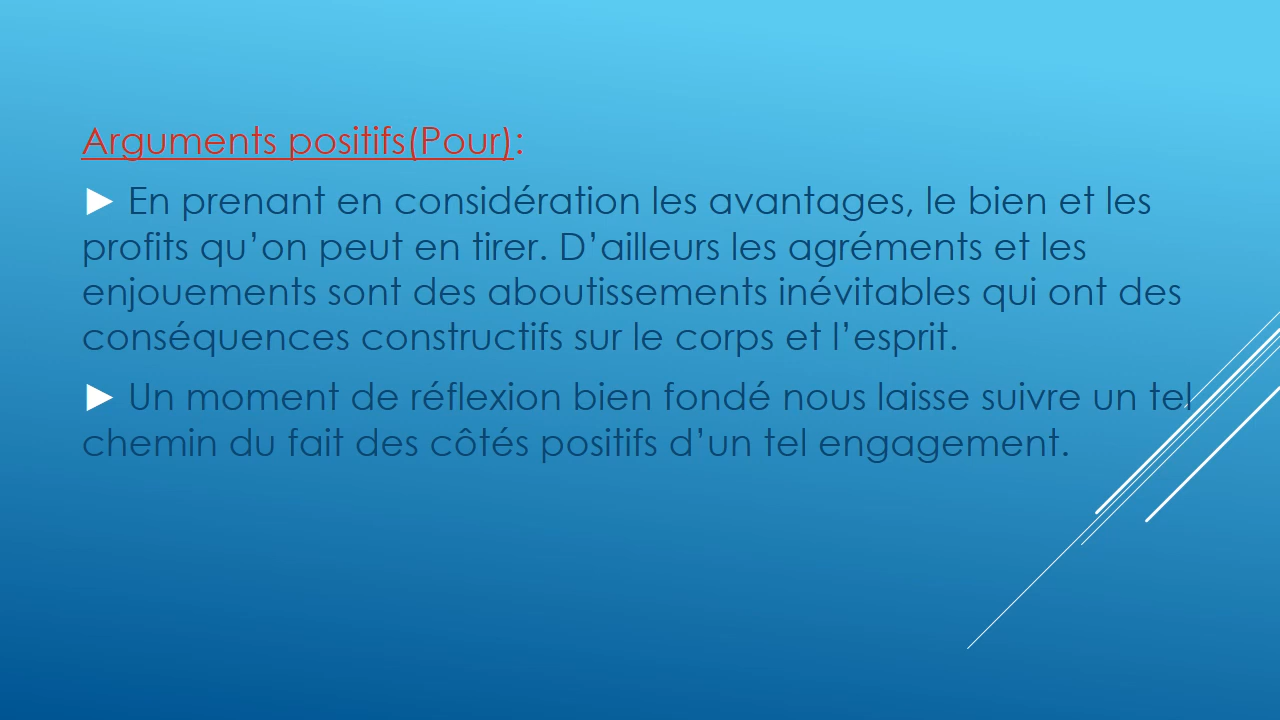 Arguments positifs(Pour):
► En prenant en considération les avantages, le bien et les
profits qu’on peut en tirer. D’ailleurs les agréments et les
enjouements sont des aboutissements inévitables qui ont des
conséquences constructifs sur le corps et l’esprit.
► Un moment de réflexion bien fondé nous laisse suivre un tel
chemin du fait des côtés positifs d’un tel engagement.